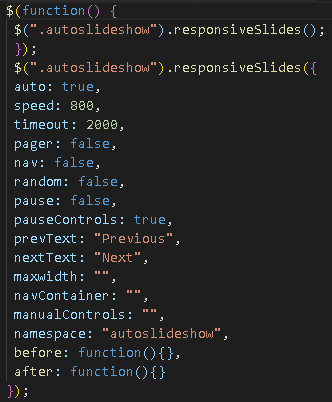 $(function() {
$(".autoslideshow").responsiveSlides();
});
$(".autoslideshow").responsiveSlides({
auto: true,
speed: 800,
timeout: 2000,
pager: false,
nav: false,
random: false,
pause: false,
pauseControls: true,
prevText: "Previous",
nextText: "Next",
maxwidth: "",
navContainer: "",
manualControls: "",
namespace: "autoslideshow",
before: function(){},
after: function(){}
});